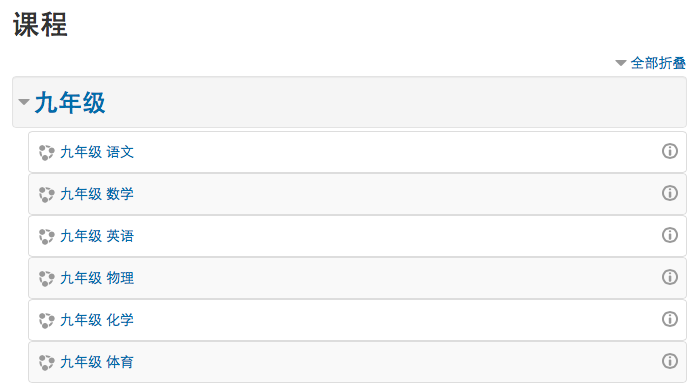 课程
全部折叠
九年级
九年级 语文
九年级 数学
九年级 英语
九年级 物理
九年级 化学
九年级 体育